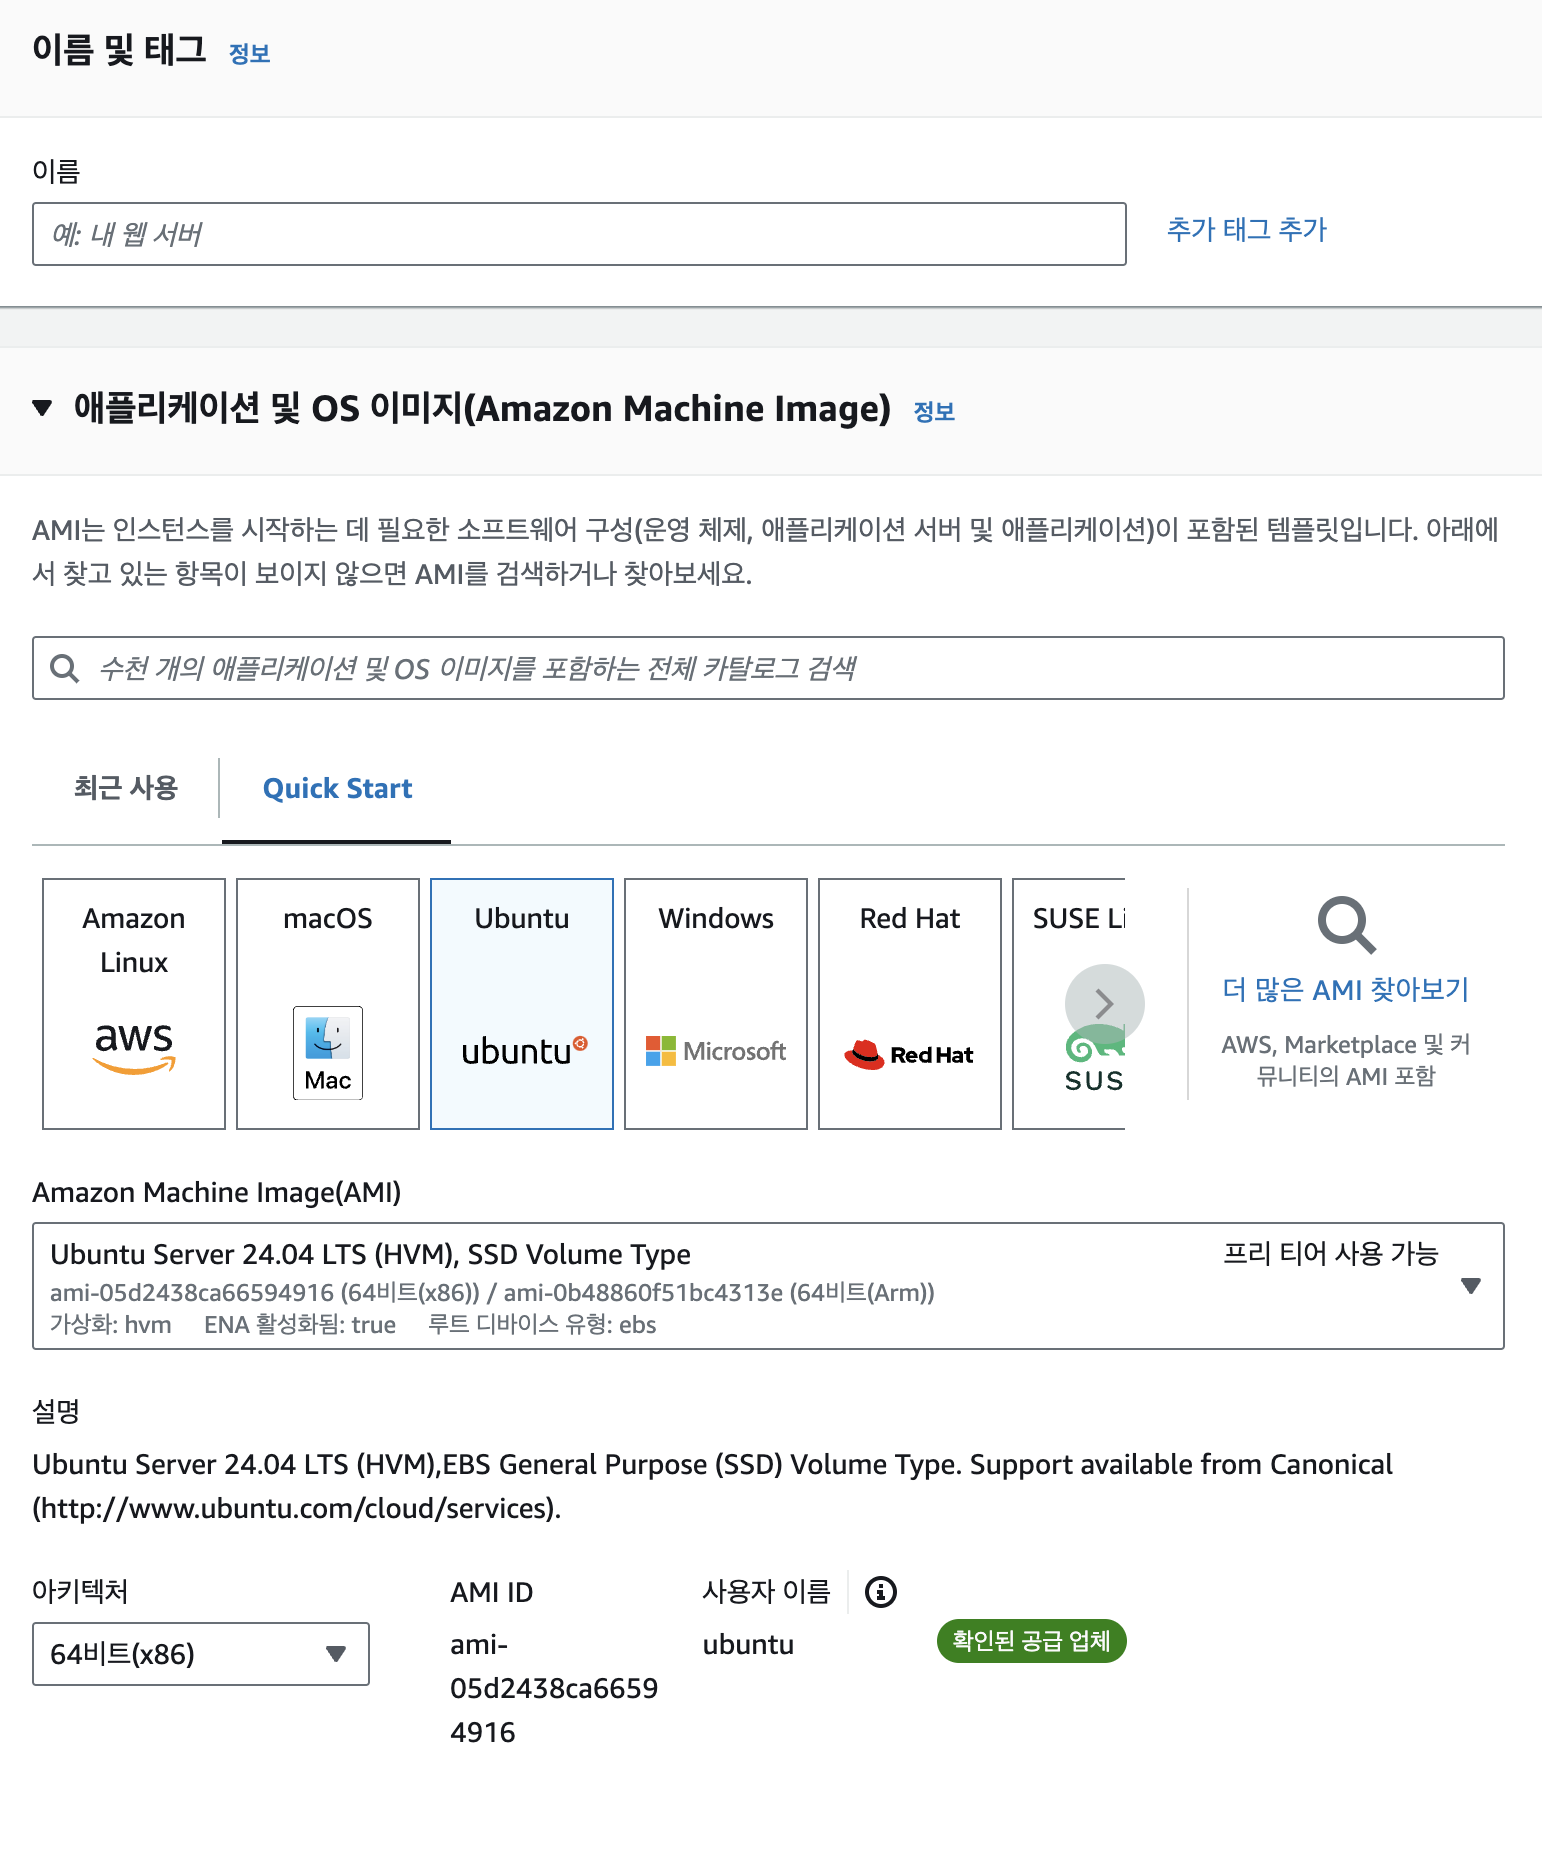 이름 및 태그 정보
이름
예: 내 웹 서버
추가 태그 추가
애플리케이션 및 OS 이미지(Amazon Machine Image) 정보
AMI는 인스턴스를 시작하는 데 필요한 소프트웨어 구성(운영 체제, 애플리케이션 서버 및 애플리케이션)이 포함된 템플릿입니다. 아래에
서 찾고 있는 항목이 보이지 않으면 AMI를 검색하거나 찾아보세요.
수천 개의 애플리케이션 및 OS 이미지를 포함하는 전체 카탈로그 검색
최근 사용
Quick Start
Amazon
Linux
aws
macOS
Mac
Ubuntu
ubuntu
Windows
Microsoft
Red Hat
Red Hat
SUSE Li
SUS
더 많은 AMI 찾아보기
AWS, Marketplace 및 커
뮤니티의 AMI 포함
Amazon Machine Image(AMI)
Ubuntu Server 24.04 LTS (HVM), SSD Volume Type
프리 티어 사용 가능
ami-05d2438ca66594916 (64비트(x86)) / ami-0b48860f51bc4313e (64비트(Arm))
가상화: hvm ENA 활성화됨: true 루트 디바이스 유형: ebs
설명
Ubuntu Server 24.04 LTS (HVM),EBS General Purpose (SSD) Volume Type. Support available from Canonical
(http://www.ubuntu.com/cloud/services).
아키텍처
64비트(x86)
AMI ID
ami-
05d2438ca6659
4916
사용자 이름
ubuntu
확인된 공급 업체